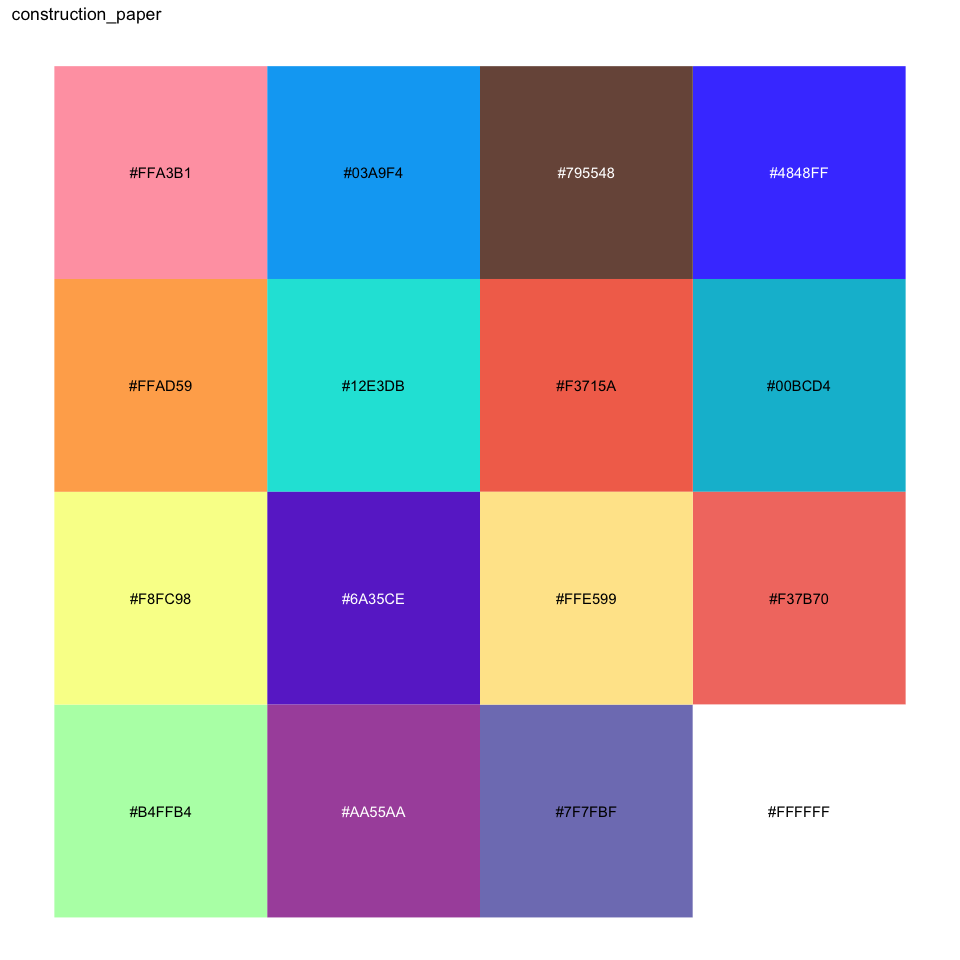 construction_paper
#FFA3B1 #03A9F4 #795548 #4848FF
#FFAD59 #12E3DB #F3715A #00BCD4
#F8FC98 #6A35CE #FFE599 #F37B70
#B4FFB4 #AA55AA #7F7FBF #FFFFFF